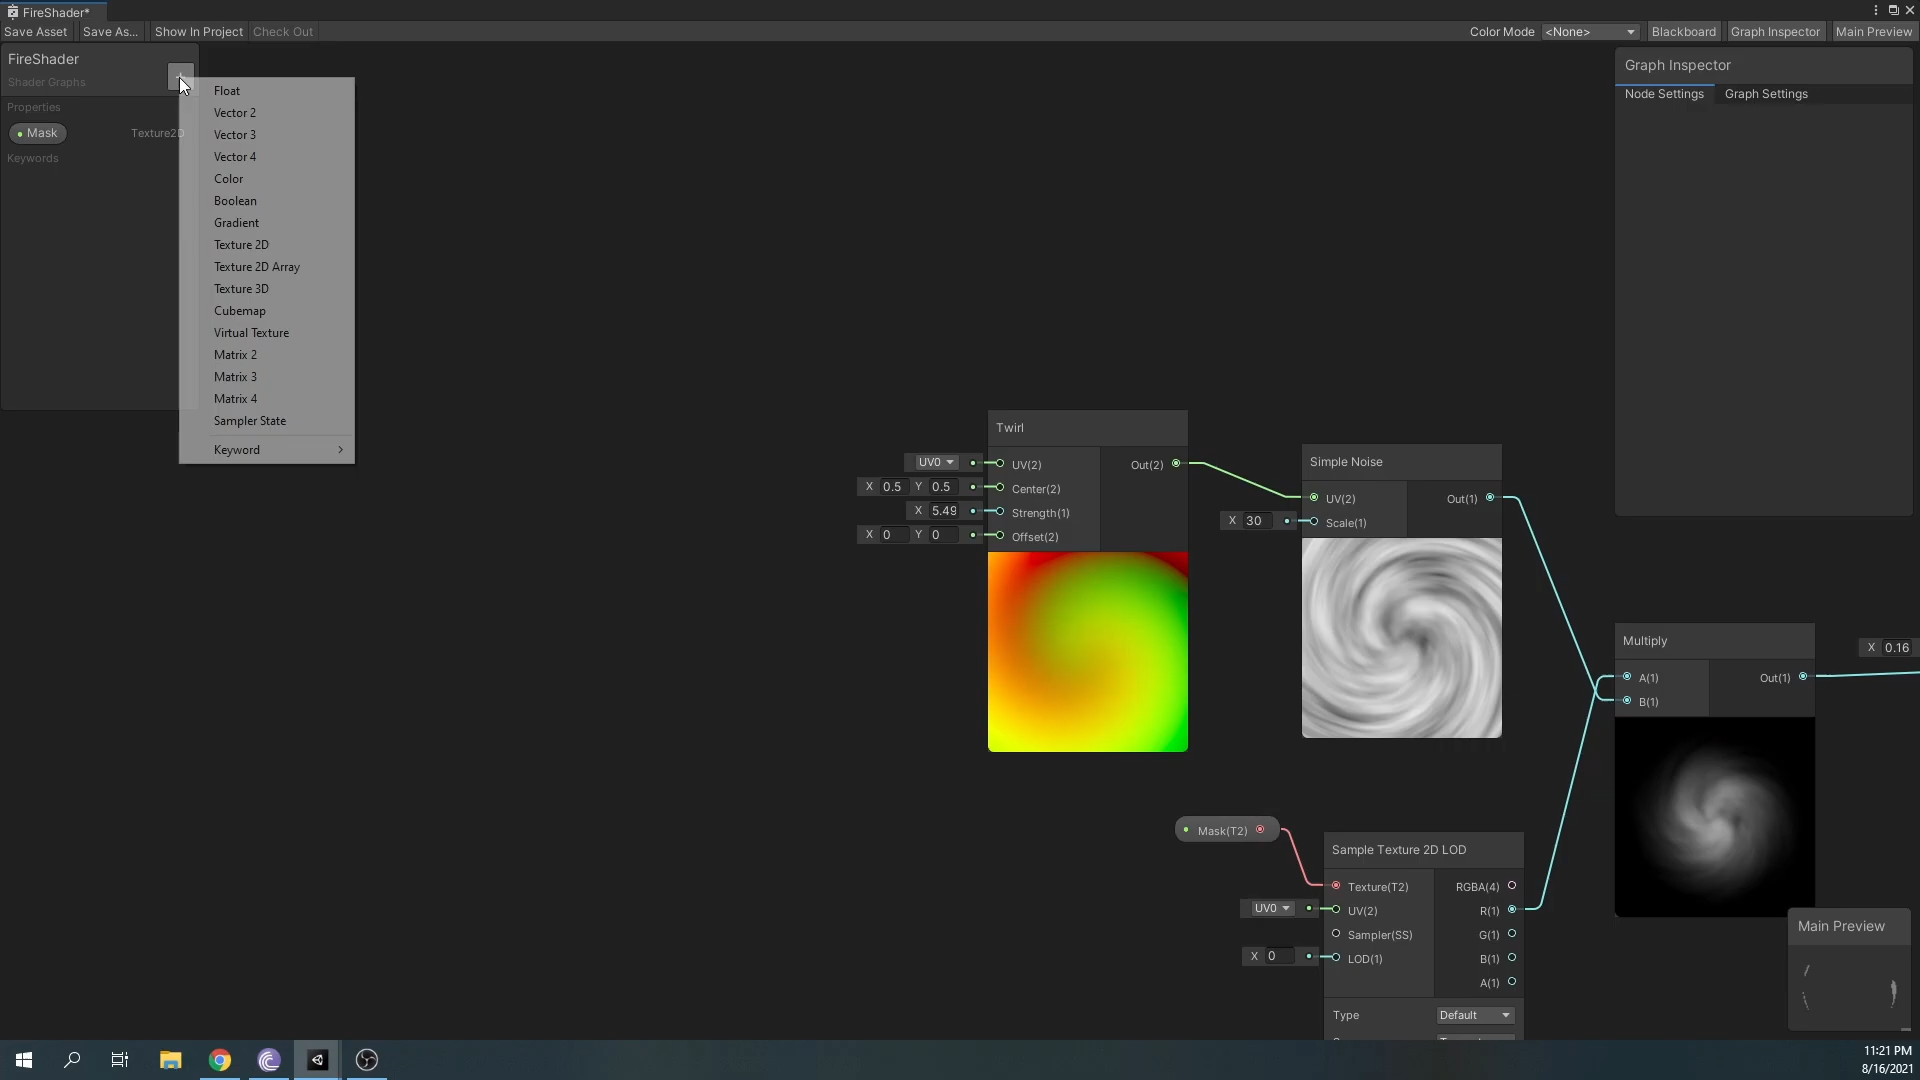 FireShader*
Save Asset Save As... Show In Project Check Out Color Mode <None> Blackboard Graph Inspector Main Preview
FireShader
Shader Graphs
Properties
Mask Texture2D
Keywords
Float
Vector 2
Vector 3
Vector 4
Color
Boolean
Gradient
Texture 2D
Texture 2D Array
Texture 3D
Cubemap
Virtual Texture
Matrix 2
Matrix 3
Matrix 4
Sampler State
Keyword
Graph Inspector
Node Settings Graph Settings
Twirl
UV0 UV(2) Out(2)
X 0.5 Y 0.5 Center(2)
X 5.49 Strength(1)
X 0 Y 0 Offset(2)
Simple Noise
UV(2) Out(1)
X 30 Scale(1)
Multiply
A(1) Out(1)
B(1)
X 0.16
Mask(T2)
Sample Texture 2D LOD
Texture(T2) RGBA(4)
UV0 UV(2) R(1)
Sampler(SS) G(1)
X 0 LOD(1) B(1)
A(1)
Type Default
Main Preview
11:21 PM
8/16/2021